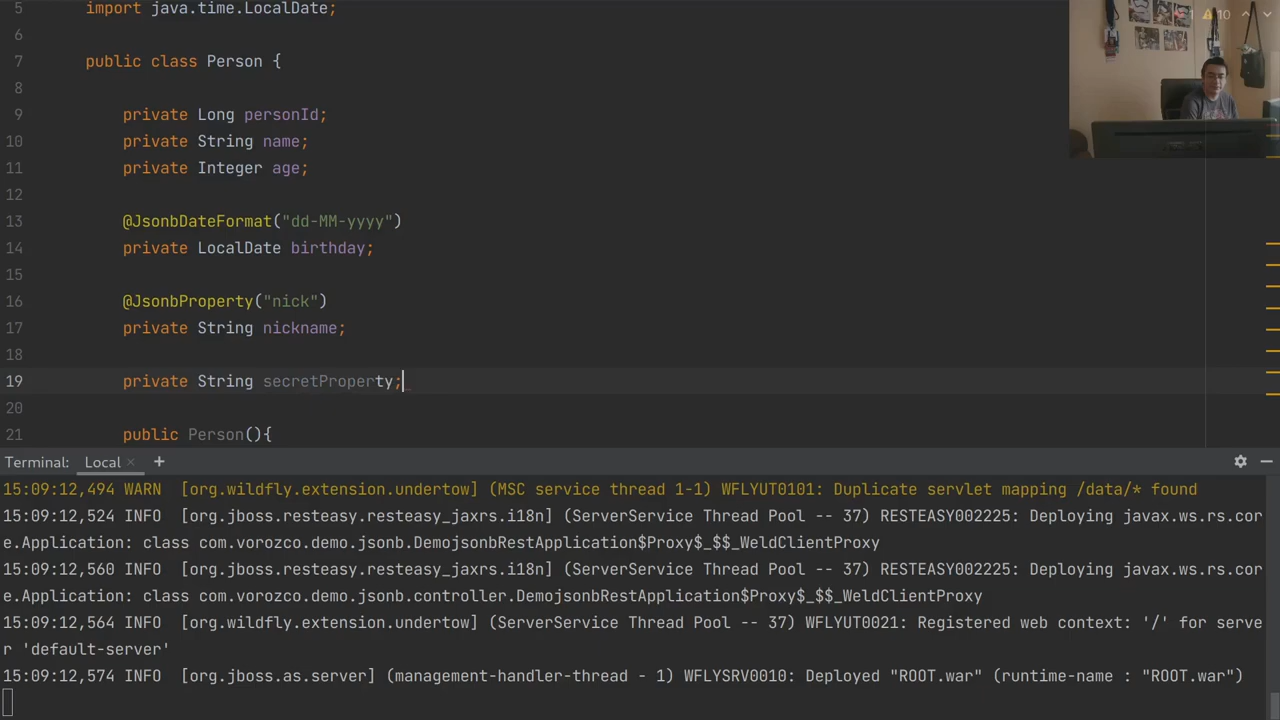 5 import java.time.LocalDate;
6
7 public class Person {
8
9 private Long personId;
10 private String name;
11 private Integer age;
12
13 @JsonbDateFormat("dd-MM-yyyy")
14 private LocalDate birthday;
15
16 @JsonbProperty("nick")
17 private String nickname;
18
19 private String secretProperty;
20
21 public Person(){
1 10
Terminal: Local × +
15:09:12,494 WARN [org.wildfly.extension.undertow] (MSC service thread 1-1) WFLYUT0101: Duplicate servlet mapping /data/* found
15:09:12,524 INFO [org.jboss.resteasy.resteasy_jaxrs.i18n] (ServerService Thread Pool -- 37) RESTEASY002225: Deploying javax.ws.rs.cor
e.Application: class com.vorozco.demo.jsonb.DemojsonbRestApplication$Proxy$_$$_WeldClientProxy
15:09:12,560 INFO [org.jboss.resteasy.resteasy_jaxrs.i18n] (ServerService Thread Pool -- 37) RESTEASY002225: Deploying javax.ws.rs.cor
e.Application: class com.vorozco.demo.jsonb.controller.DemojsonbRestApplication$Proxy$_$$_WeldClientProxy
15:09:12,564 INFO [org.wildfly.extension.undertow] (ServerService Thread Pool -- 37) WFLYUT0021: Registered web context: '/' for serve
r 'default-server'
15:09:12,574 INFO [org.jboss.as.server] (management-handler-thread - 1) WFLYSRV0010: Deployed "ROOT.war" (runtime-name : "ROOT.war")